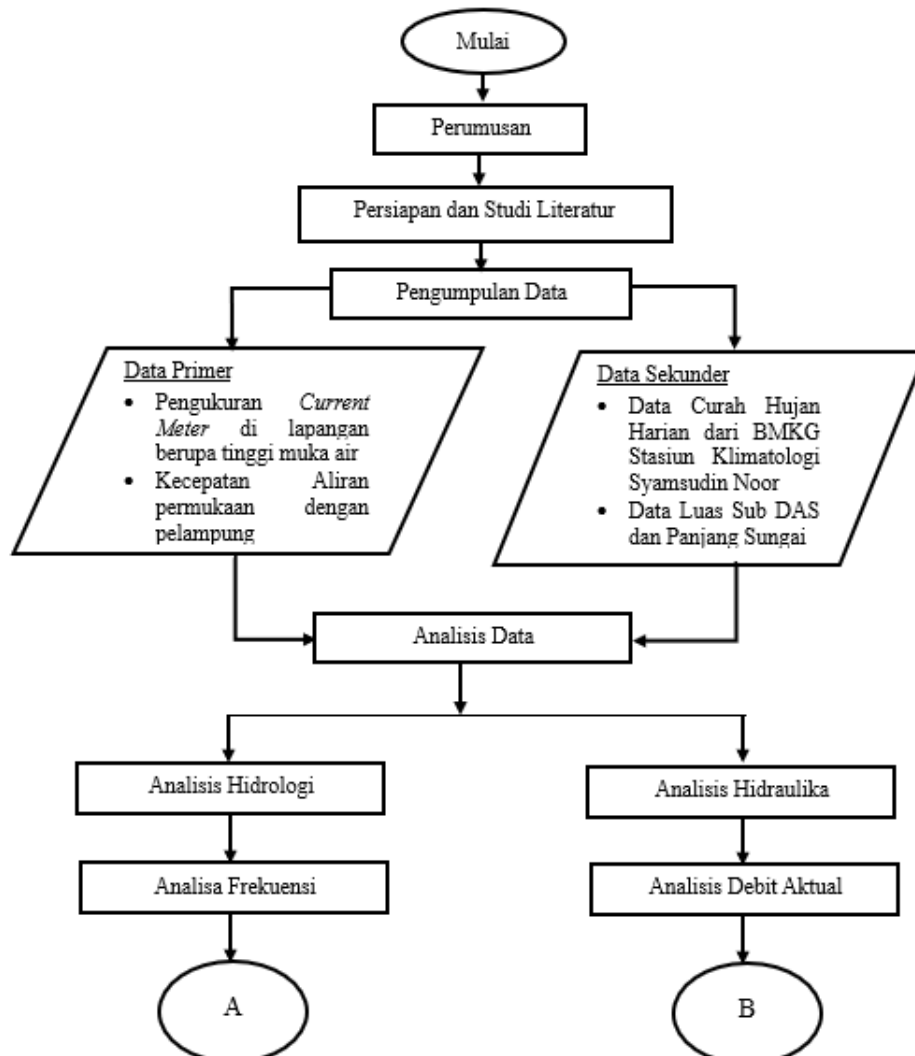 Mulai
Perumusan
Persiapan dan Studi Literatur
Pengumpulan Data
Data Primer
• Pengukuran Current
Meter di lapangan
berupa tinggi muka air
• Kecepatan Aliran
permukaan dengan
pelampung
Data Sekunder
• Data Curah Hujan
Harian dari BMKG
Stasiun Klimatologi
Syamsudin Noor
• Data Luas Sub DAS
dan Panjang Sungai
Analisis Data
Analisis Hidrologi
Analisis Hidraulika
Analisa Frekuensi
Analisis Debit Aktual
A
B